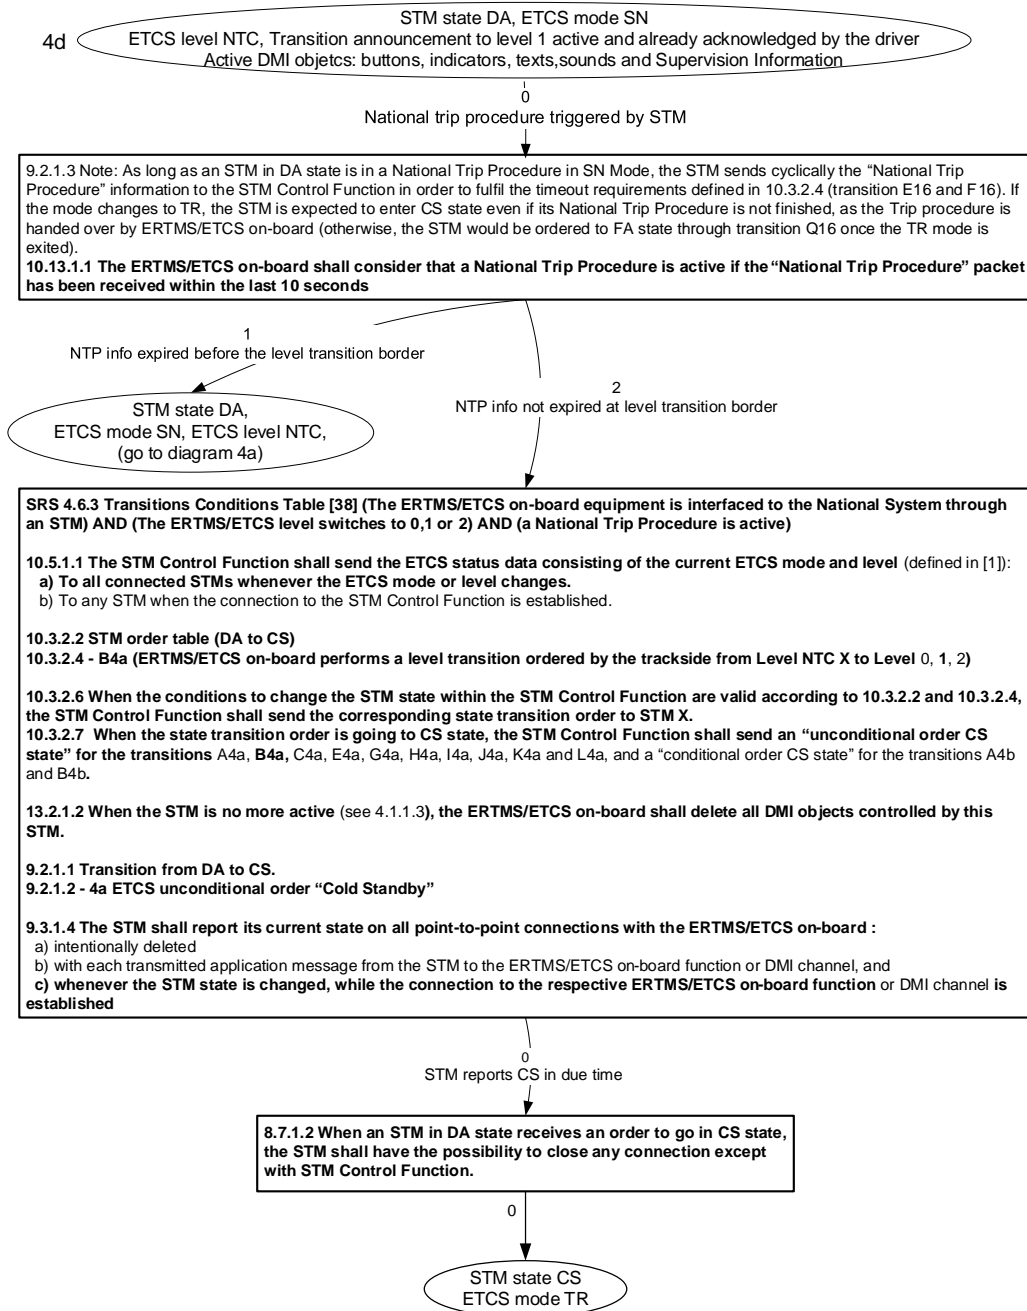 STM state DA, ETCS mode SN
4d
ETCS level NTC, Transition announcement to level 1 active and already acknowledged by the driver
Active DMI objetcs: buttons, indicators, texts,sounds and Supervision Information
0
National trip procedure triggered by STM
9.2.1.3 Note: As long as an STM in DA state is in a National Trip Procedure in SN Mode, the STM sends cyclically the “National Trip
Procedure” information to the STM Control Function in order to fulfil the timeout requirements defined in 10.3.2.4 (transition E16 and F16). If
the mode changes to TR, the STM is expected to enter CS state even if its National Trip Procedure is not finished, as the Trip procedure is
handed over by ERTMS/ETCS on-board (otherwise, the STM would be ordered to FA state through transition Q16 once the TR mode is
exited).
10.13.1.1 The ERTMS/ETCS on-board shall consider that a National Trip Procedure is active if the “National Trip Procedure” packet
has been received within the last 10 seconds
1
NTP info expired before the level transition border
2
NTP info not expired at level transition border
STM state DA,
ETCS mode SN, ETCS level NTC,
(go to diagram 4a)
SRS 4.6.3 Transitions Conditions Table [38] (The ERTMS/ETCS on-board equipment is interfaced to the National System through
an STM) AND (The ERTMS/ETCS level switches to 0,1 or 2) AND (a National Trip Procedure is active)
10.5.1.1 The STM Control Function shall send the ETCS status data consisting of the current ETCS mode and level (defined in [1]):
a) To all connected STMs whenever the ETCS mode or level changes.
b) To any STM when the connection to the STM Control Function is established.
10.3.2.2 STM order table (DA to CS)
10.3.2.4 - B4a (ERTMS/ETCS on-board performs a level transition ordered by the trackside from Level NTC X to Level 0, 1, 2)
10.3.2.6 When the conditions to change the STM state within the STM Control Function are valid according to 10.3.2.2 and 10.3.2.4,
the STM Control Function shall send the corresponding state transition order to STM X.
10.3.2.7 When the state transition order is going to CS state, the STM Control Function shall send an “unconditional order CS
state” for the transitions A4a, B4a, C4a, E4a, G4a, H4a, I4a, J4a, K4a and L4a, and a “conditional order CS state” for the transitions A4b
and B4b.
13.2.1.2 When the STM is no more active (see 4.1.1.3), the ERTMS/ETCS on-board shall delete all DMI objects controlled by this
STM.
9.2.1.1 Transition from DA to CS.
9.2.1.2 - 4a ETCS unconditional order “Cold Standby”
9.3.1.4 The STM shall report its current state on all point-to-point connections with the ERTMS/ETCS on-board :
a) intentionally deleted
b) with each transmitted application message from the STM to the ERTMS/ETCS on-board function or DMI channel, and
c) whenever the STM state is changed, while the connection to the respective ERTMS/ETCS on-board function or DMI channel is
established
0
STM reports CS in due time
8.7.1.2 When an STM in DA state receives an order to go in CS state,
the STM shall have the possibility to close any connection except
with STM Control Function.
0
STM state CS
ETCS mode TR